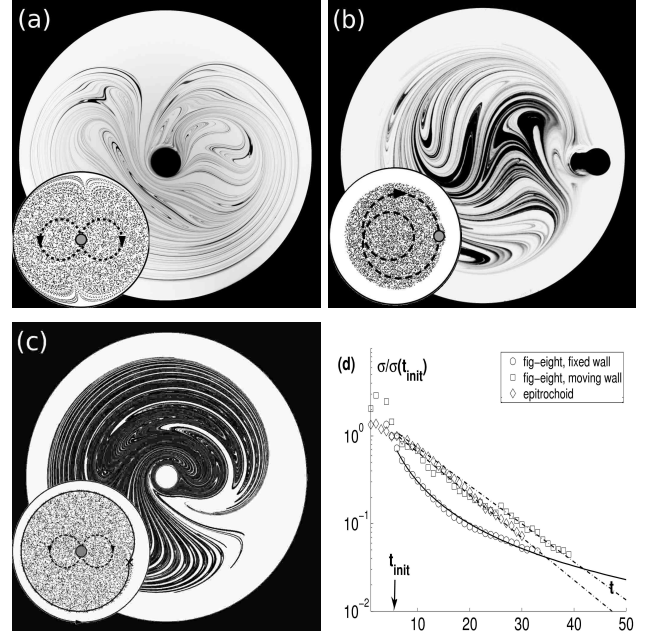 (a)
(b)
(c)
(d)
σ/σ(t_init)
fig−eight, fixed wall
fig−eight, moving wall
epitrochoid
10^0
10^−1
10^−2
t_init
t
10 20 30 40 50